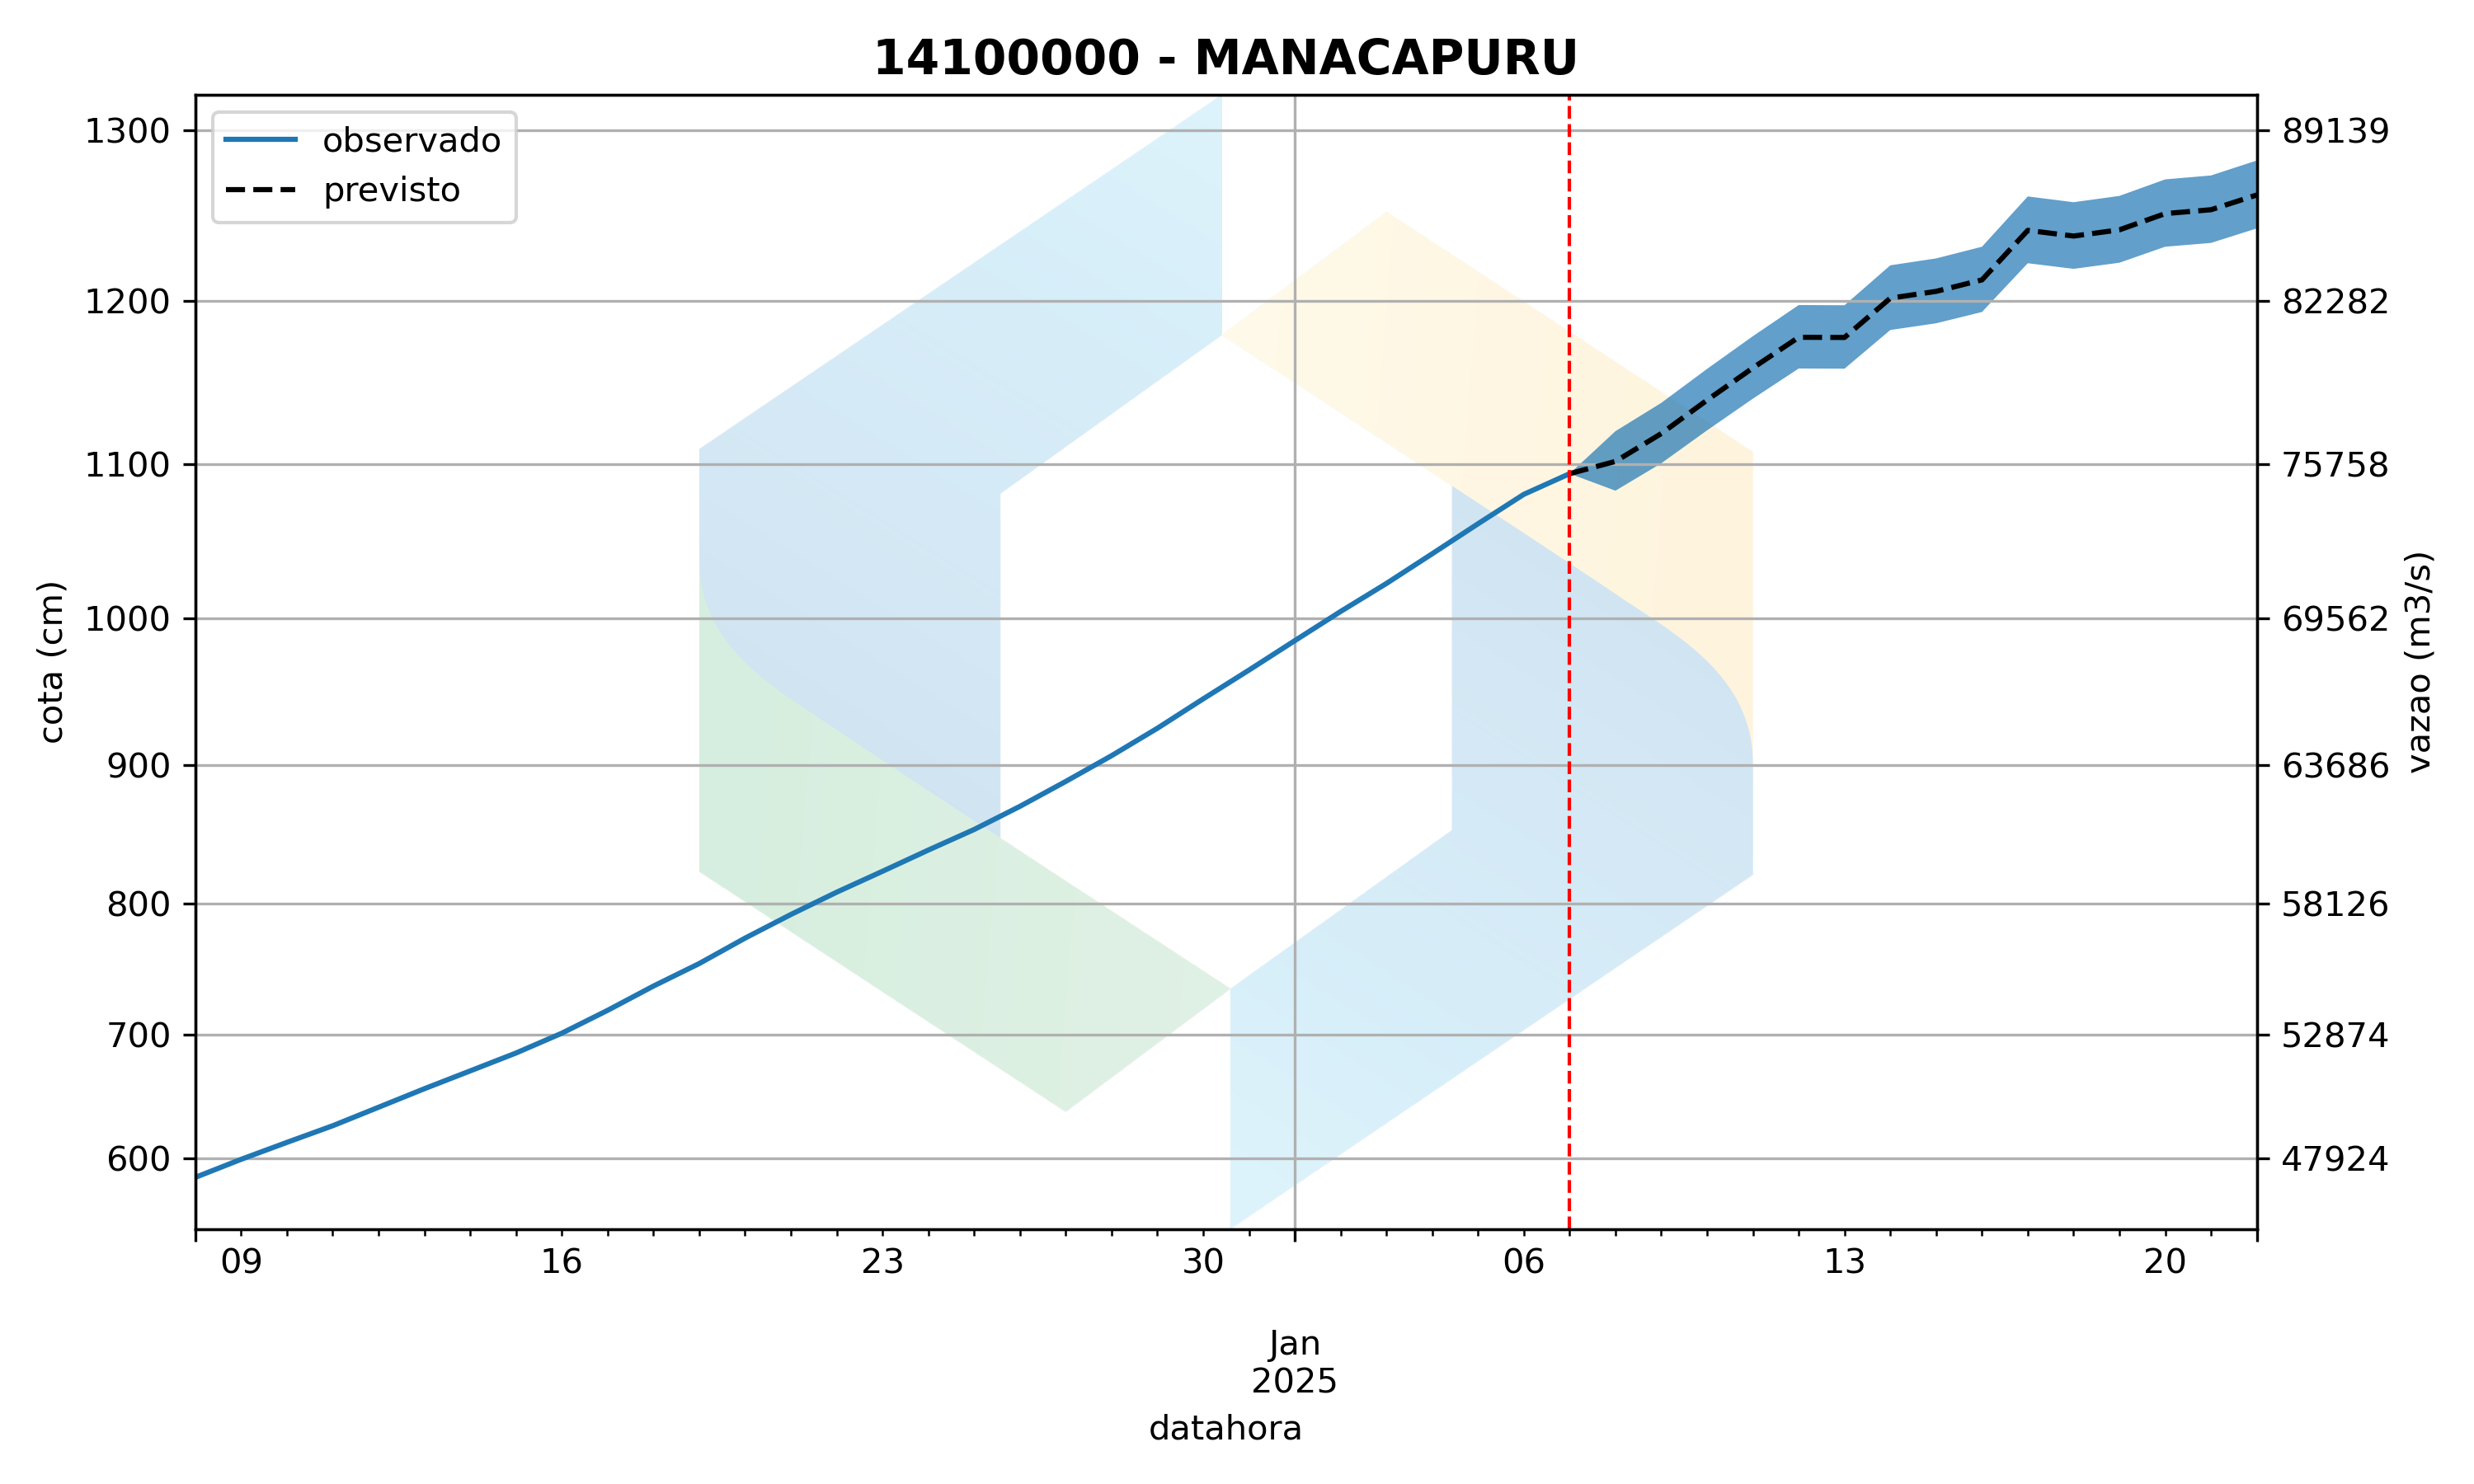 14100000 - MANACAPURU
observado
previsto
cota (cm)
1300
1200
1100
1000
900
800
700
600
89139
82282
75758
69562
63686
58126
52874
47924
vazao (m3/s)
09 16 23 30 06 13 20
Jan
2025
datahora